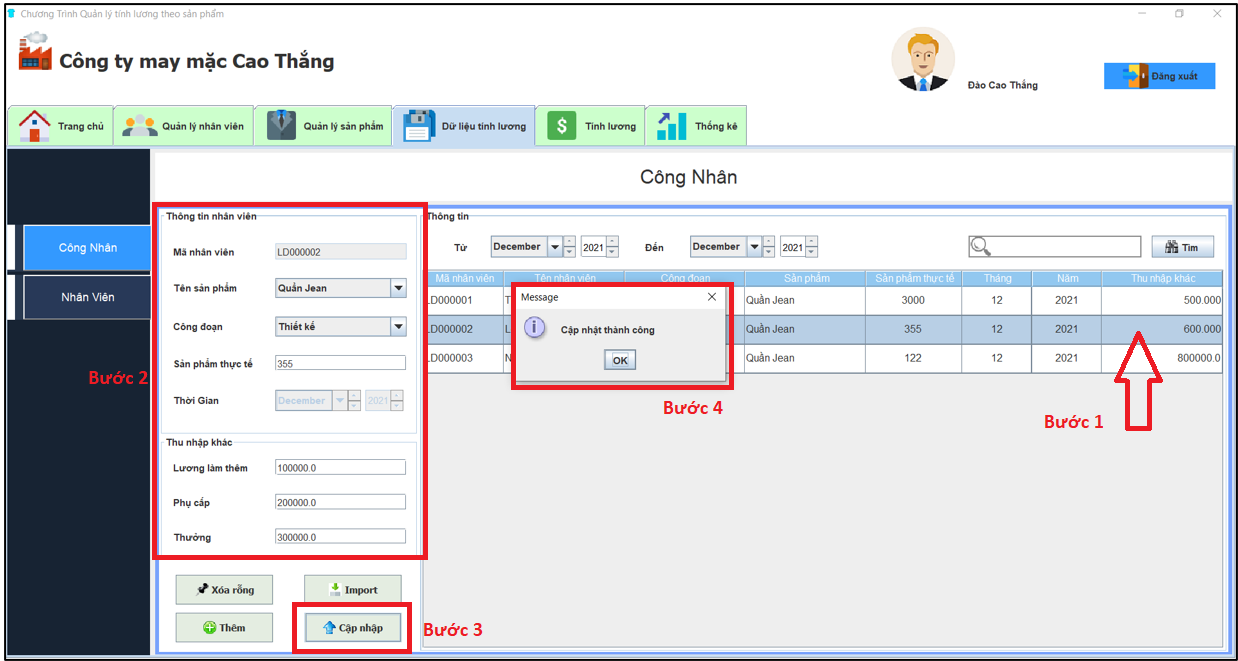 Chương Trình Quản lý tính lương theo sản phẩm
Công ty may mặc Cao Thắng
Đào Cao Thắng
Đăng xuất
Trang chủ
Quản lý nhân viên
Quản lý sản phẩm
Dữ liệu tính lương
Tính lương
Thống kê
Công Nhân
Công Nhân
Nhân Viên
Thông tin nhân viên
Mã nhân viên LD000002
Tên sản phẩm Quần Jean
Công đoạn Thiết kế
Sản phẩm thực tế 355
Thời Gian December 2021
Bước 2
Thu nhập khác
Lương làm thêm 100000.0
Phụ cấp 200000.0
Thưởng 300000.0
Xóa rỗng
Import
Thêm
Cập nhập
Bước 3
Thông tin
Từ December 2021 Đến December 2021 Tìm
Mã nhân viên Tên nhân viên Công đoạn Sản phẩm Sản phẩm thực tế Tháng Năm Thu nhập khác
LD000001 T Quần Jean 3000 12 2021 500.000
LD000002 L Quần Jean 355 12 2021 600.000
LD000003 N Quần Jean 122 12 2021 800000.0
Message
Cập nhật thành công
OK
Bước 4
Bước 1